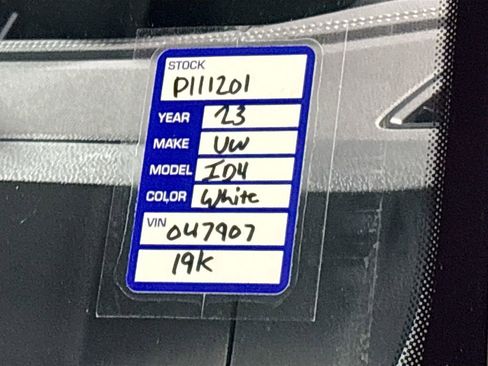 STOCK
P111201
YEAR 23
MAKE VW
MODEL ID4
COLOR White
VIN 047907
19K